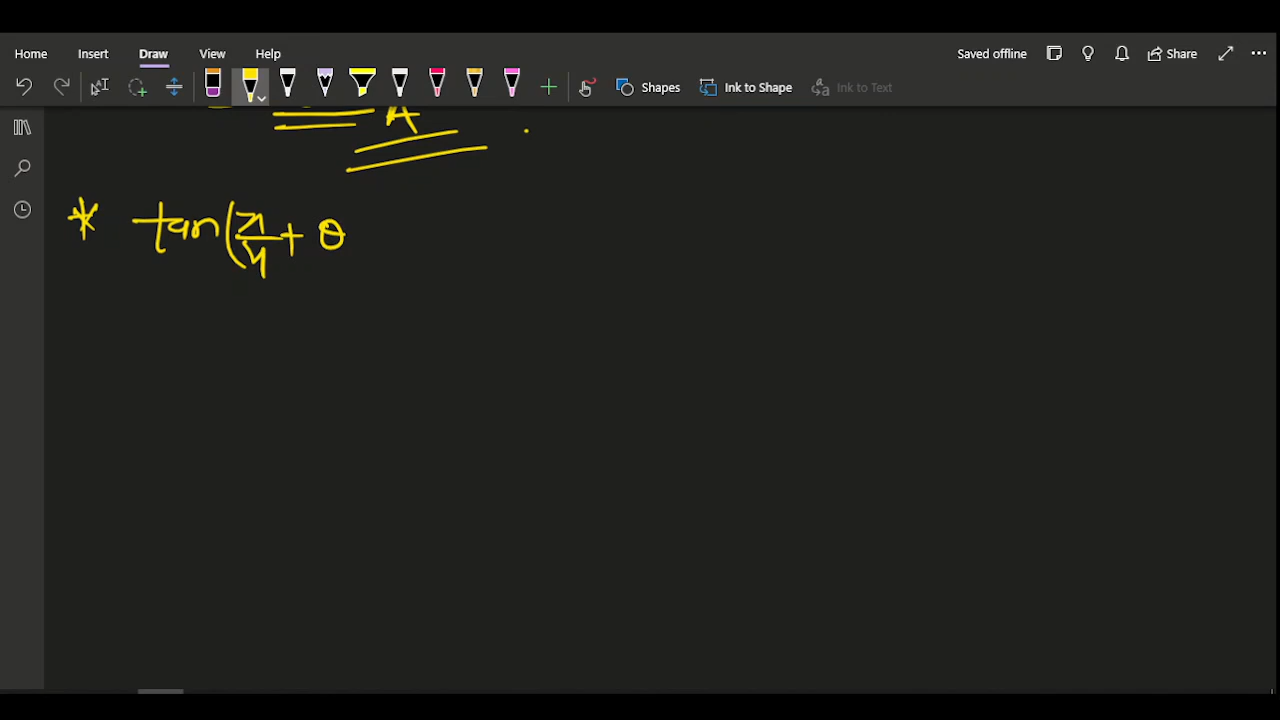 Home Insert Draw View Help Saved offline Share
Shapes Ink to Shape Ink to Text
A
* tan(π/4 + θ